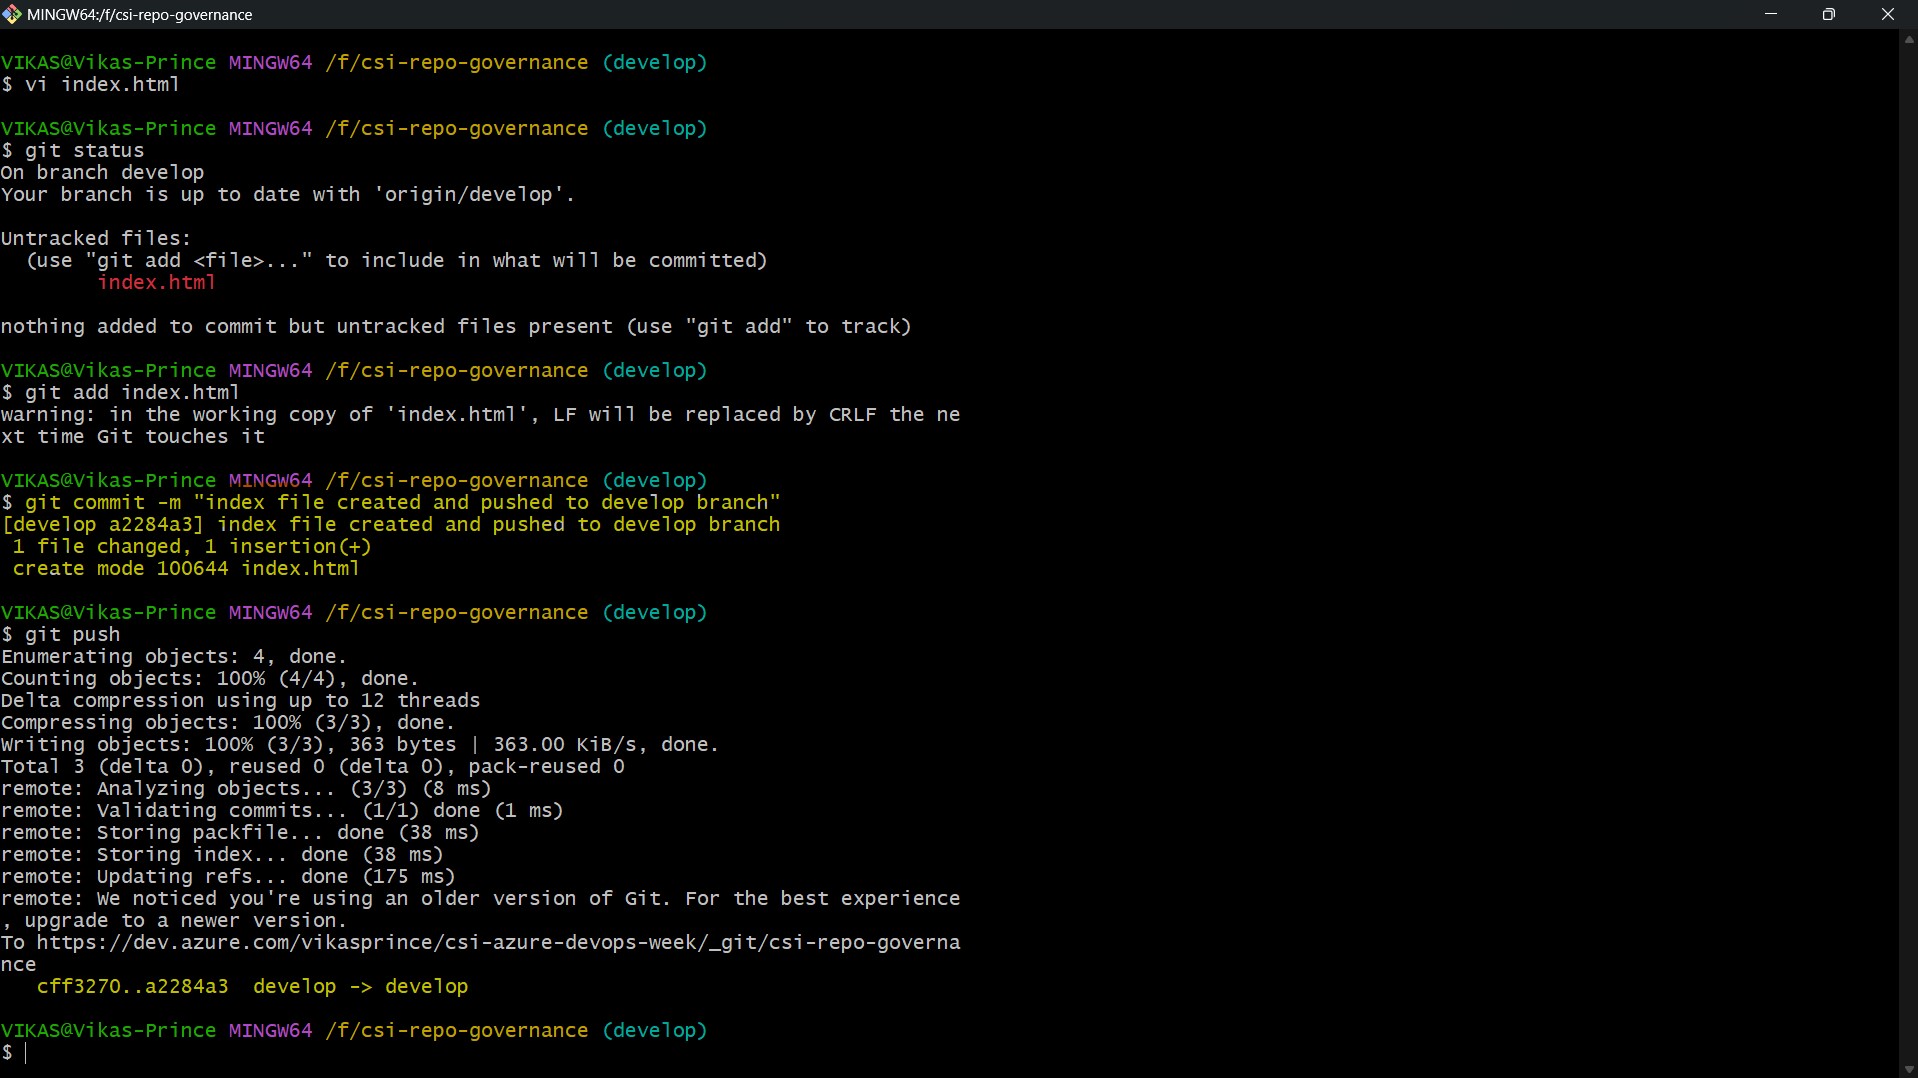 MINGW64:/f/csi-repo-governance
VIKAS@Vikas-Prince MINGW64 /f/csi-repo-governance (develop)
$ vi index.html
VIKAS@Vikas-Prince MINGW64 /f/csi-repo-governance (develop)
$ git status
On branch develop
Your branch is up to date with 'origin/develop'.
Untracked files:
  (use "git add <file>..." to include in what will be committed)
        index.html
nothing added to commit but untracked files present (use "git add" to track)
VIKAS@Vikas-Prince MINGW64 /f/csi-repo-governance (develop)
$ git add index.html
warning: in the working copy of 'index.html', LF will be replaced by CRLF the ne
xt time Git touches it
VIKAS@Vikas-Prince MINGW64 /f/csi-repo-governance (develop)
$ git commit -m "index file created and pushed to develop branch"
[develop a2284a3] index file created and pushed to develop branch
 1 file changed, 1 insertion(+)
 create mode 100644 index.html
VIKAS@Vikas-Prince MINGW64 /f/csi-repo-governance (develop)
$ git push
Enumerating objects: 4, done.
Counting objects: 100% (4/4), done.
Delta compression using up to 12 threads
Compressing objects: 100% (3/3), done.
Writing objects: 100% (3/3), 363 bytes | 363.00 KiB/s, done.
Total 3 (delta 0), reused 0 (delta 0), pack-reused 0
remote: Analyzing objects... (3/3) (8 ms)
remote: Validating commits... (1/1) done (1 ms)
remote: Storing packfile... done (38 ms)
remote: Storing index... done (38 ms)
remote: Updating refs... done (175 ms)
remote: We noticed you're using an older version of Git. For the best experience
, upgrade to a newer version.
To https://dev.azure.com/vikasprince/csi-azure-devops-week/_git/csi-repo-governa
nce
   cff3270..a2284a3  develop -> develop
VIKAS@Vikas-Prince MINGW64 /f/csi-repo-governance (develop)
$